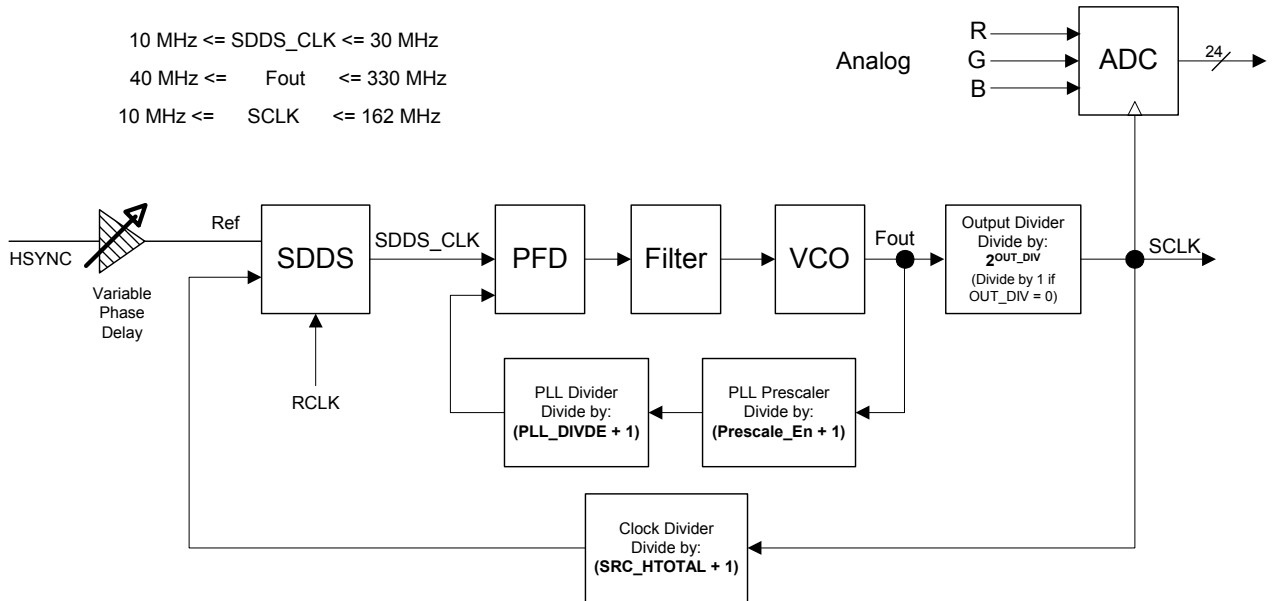 10 MHz <= SDDS_CLK <= 30 MHz
40 MHz <= Fout <= 330 MHz
10 MHz <= SCLK <= 162 MHz
Analog
R
G
B
ADC
24
HSYNC
Variable
Phase
Delay
Ref
SDDS
RCLK
SDDS_CLK
PFD
Filter
VCO
Fout
Output Divider
Divide by:
2^OUT_DIV
(Divide by 1 if
OUT_DIV = 0)
SCLK
PLL Divider
Divide by:
(PLL_DIVDE + 1)
PLL Prescaler
Divide by:
(Prescale_En + 1)
Clock Divider
Divide by:
(SRC_HTOTAL + 1)